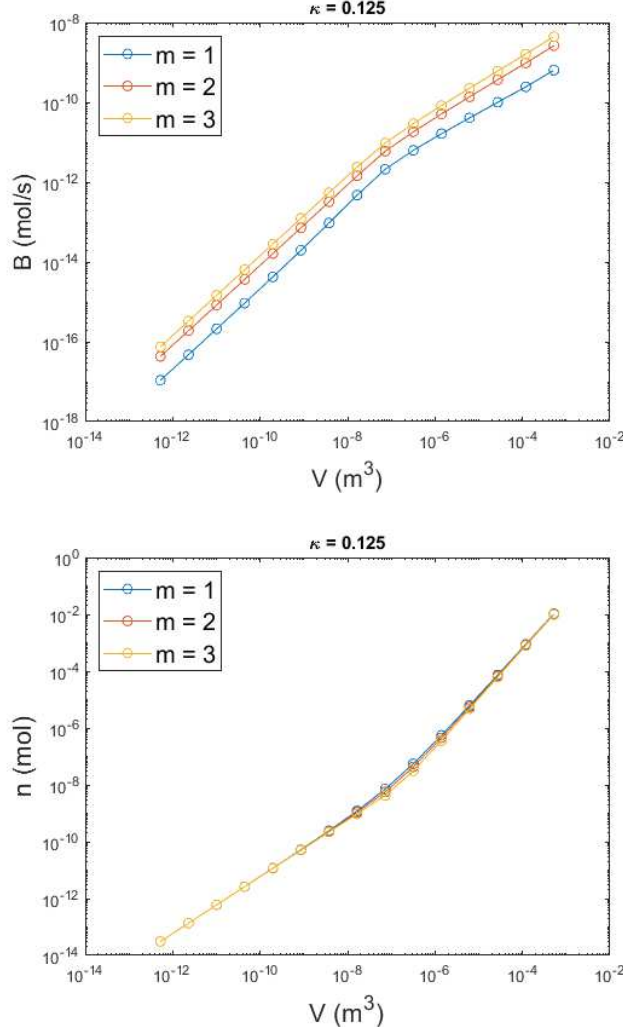 κ = 0.125
10^-8
10^-10
10^-12
10^-14
10^-16
10^-18
B (mol/s)
m = 1
m = 2
m = 3
10^-14 10^-12 10^-10 10^-8 10^-6 10^-4 10^-2
V (m^3)
κ = 0.125
10^0
10^-2
10^-4
10^-6
10^-8
10^-10
10^-12
10^-14
n (mol)
m = 1
m = 2
m = 3
10^-14 10^-12 10^-10 10^-8 10^-6 10^-4 10^-2
V (m^3)